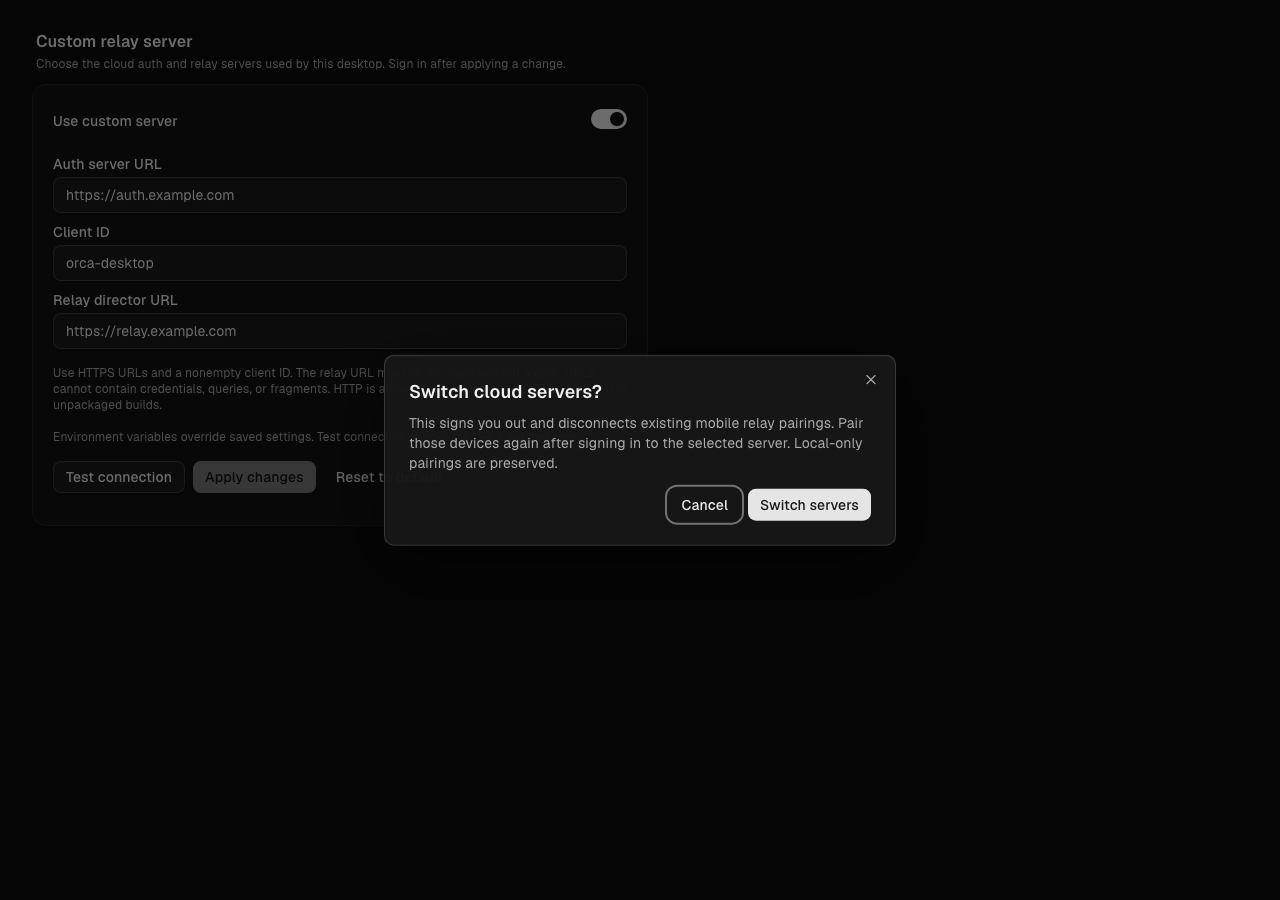 Custom relay server
Choose the cloud auth and relay servers used by this desktop. Sign in after applying a change.
Use custom server
Auth server URL
https://auth.example.com
Client ID
orca-desktop
Relay director URL
https://relay.example.com
Use HTTPS URLs and a nonempty client ID. The relay URL
cannot contain credentials, queries, or fragments. HTTP is
unpackaged builds.
Environment variables override saved settings. Test
Test connection
Apply changes
Reset
Switch cloud servers?
This signs you out and disconnects existing mobile relay pairings. Pair
those devices again after signing in to the selected server. Local-only
pairings are preserved.
Cancel
Switch servers